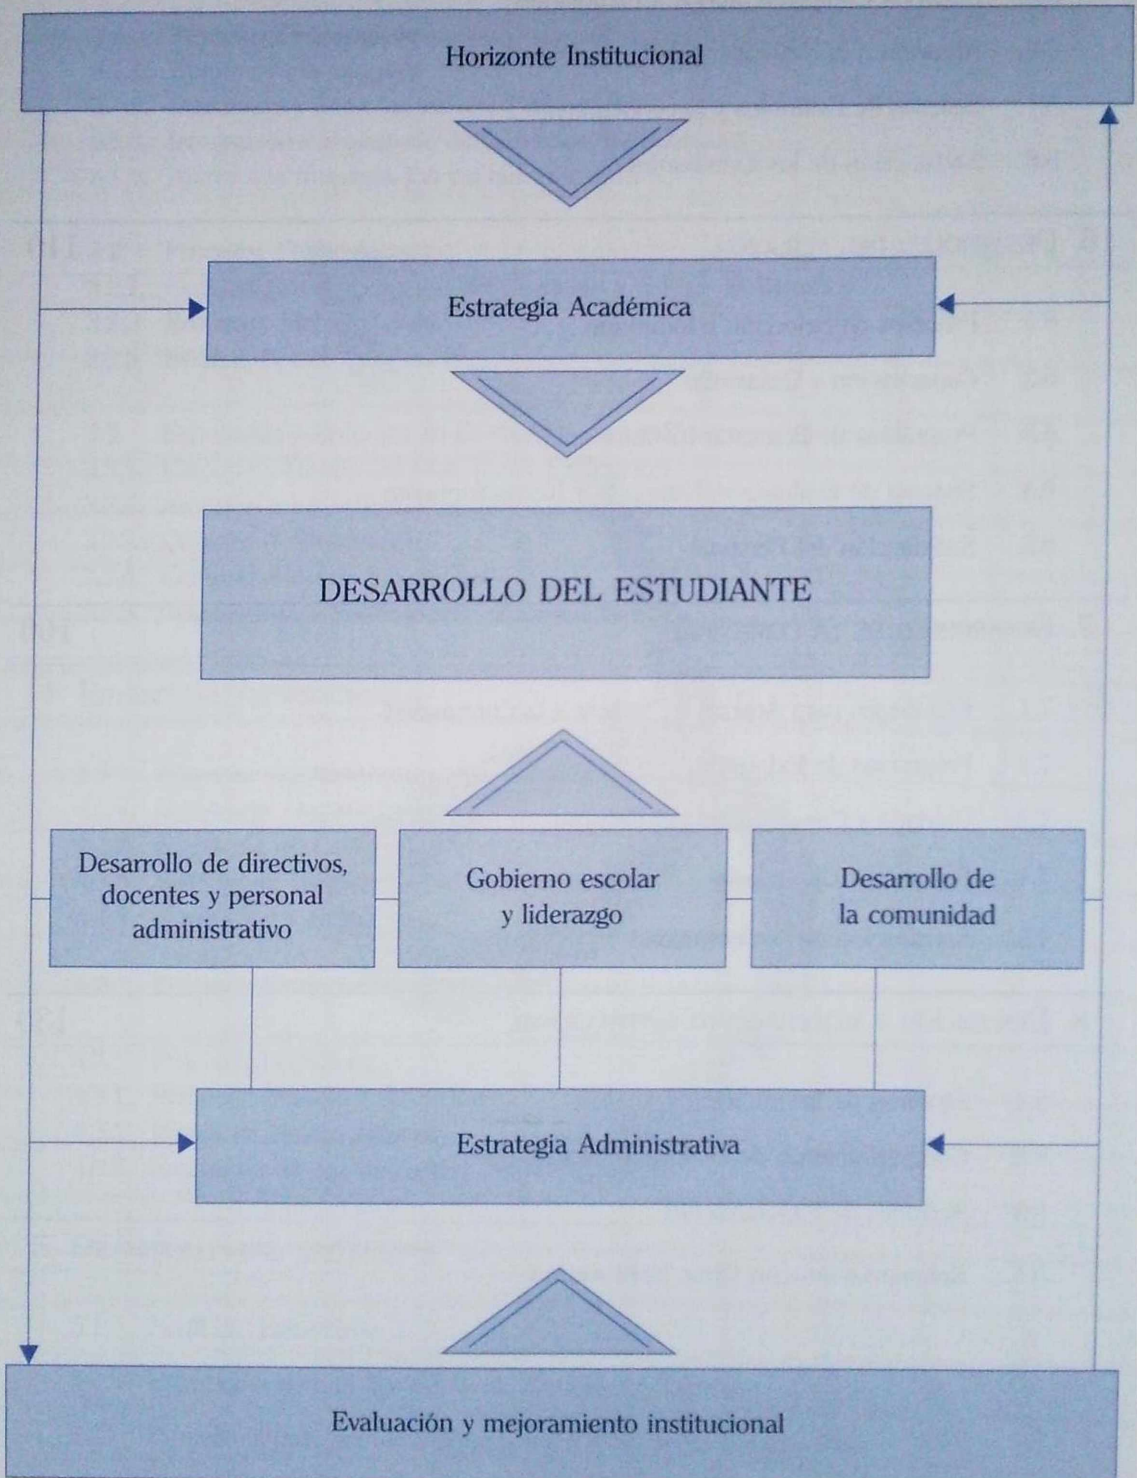 Horizonte Institucional
Estrategia Académica
DESARROLLO DEL ESTUDIANTE
Desarrollo de directivos,
docentes y personal
administrativo
Gobierno escolar
y liderazgo
Desarrollo de
la comunidad
Estrategia Administrativa
Evaluación y mejoramiento institucional